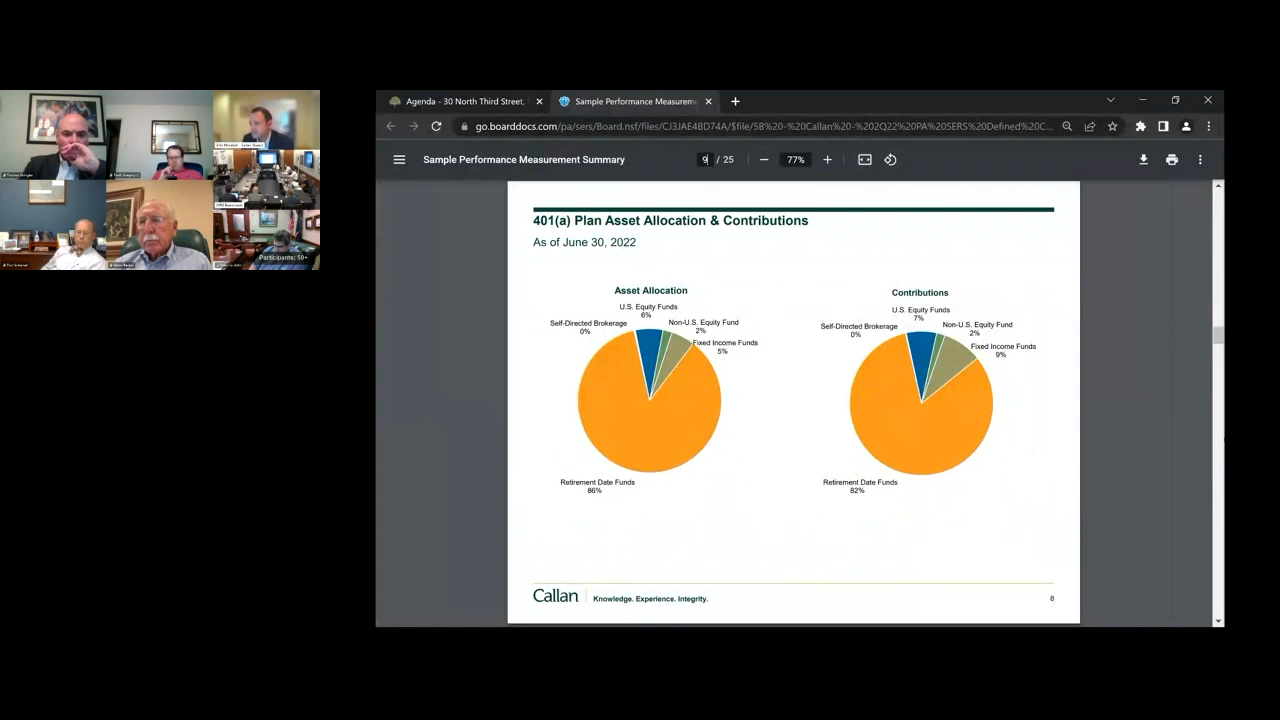 Participants: 50+
Agenda - 30 North Third Street,
Sample Performance Measurem
go.boarddocs.com/pa/sers/Board.nsf/files/CJ3JAE4BD74A/$file/5B%20-%20Callan%20-%202Q22%20PA%20SERS%20Defined%20C...
Sample Performance Measurement Summary
9 / 25
77%
401(a) Plan Asset Allocation & Contributions
As of June 30, 2022
Asset Allocation
U.S. Equity Funds
6%
Self-Directed Brokerage
0%
Non-U.S. Equity Fund
2%
Fixed Income Funds
5%
Retirement Date Funds
86%
Contributions
U.S. Equity Funds
7%
Self-Directed Brokerage
0%
Non-U.S. Equity Fund
2%
Fixed Income Funds
9%
Retirement Date Funds
82%
Callan
Knowledge. Experience. Integrity.
8